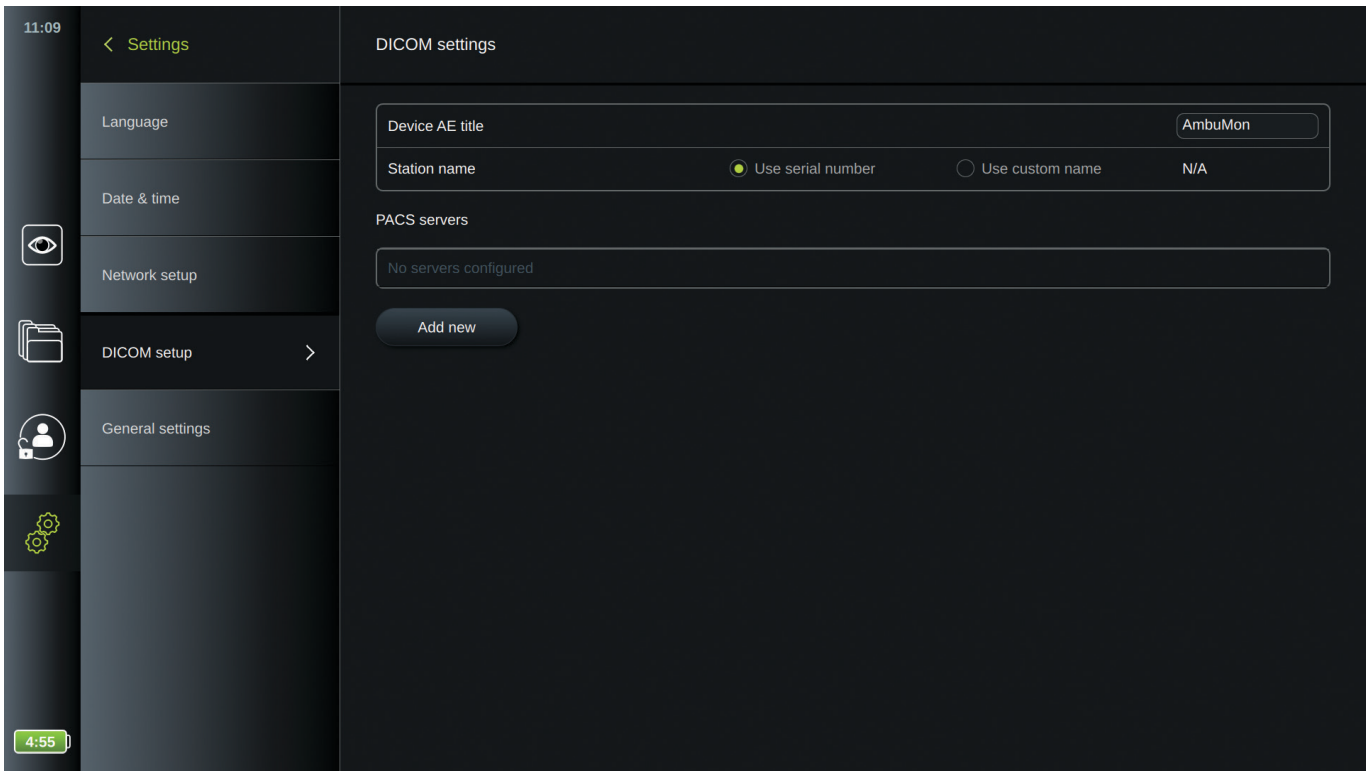 11:09
Settings
DICOM settings
Language
Device AE title
AmbuMon
Station name
Use serial number
Use custom name
N/A
Date & time
PACS servers
Network setup
No servers configured
Add new
DICOM setup
General settings
4:55